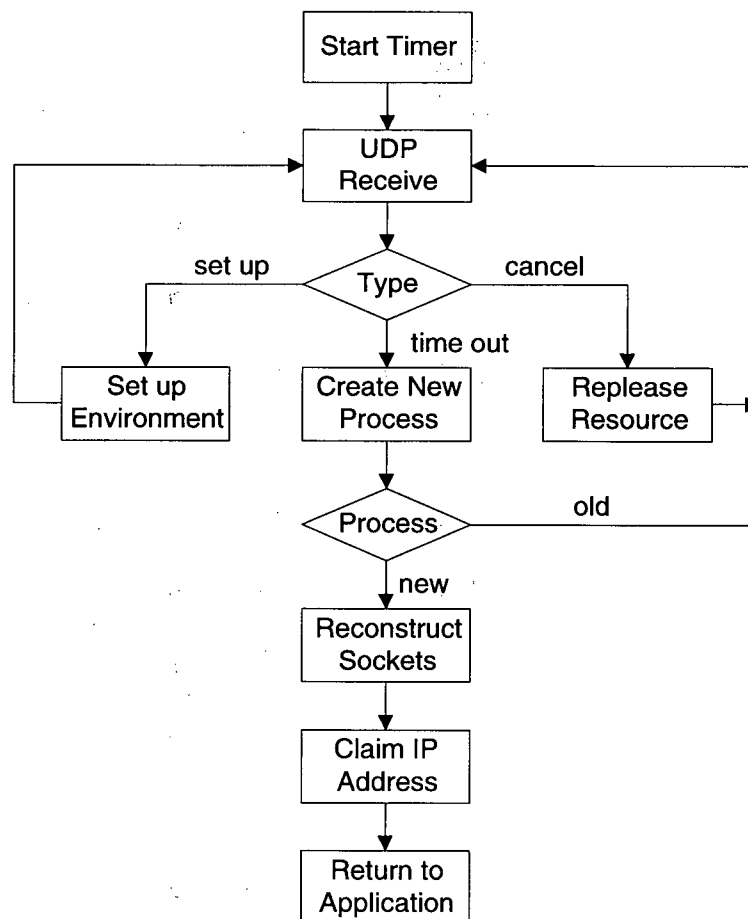 Start Timer
UDP
Receive
set up
Type
cancel
time out
Set up
Environment
Create New
Process
Replease
Resource
Process
old
new
Reconstruct
Sockets
Claim IP
Address
Return to
Application